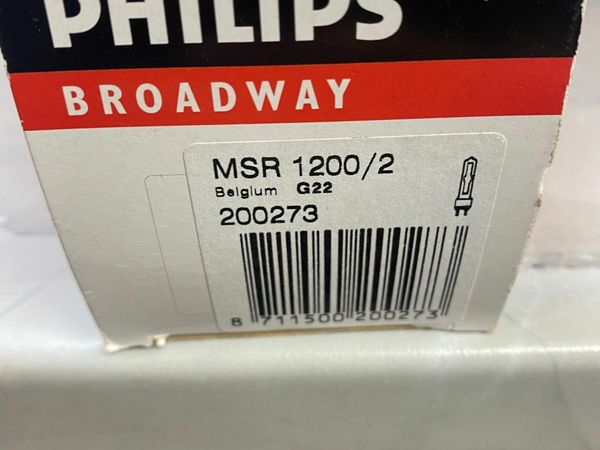 PHILIPS
BROADWAY
MSR 1200/2
Belgium G22
200273
8 711500 200273